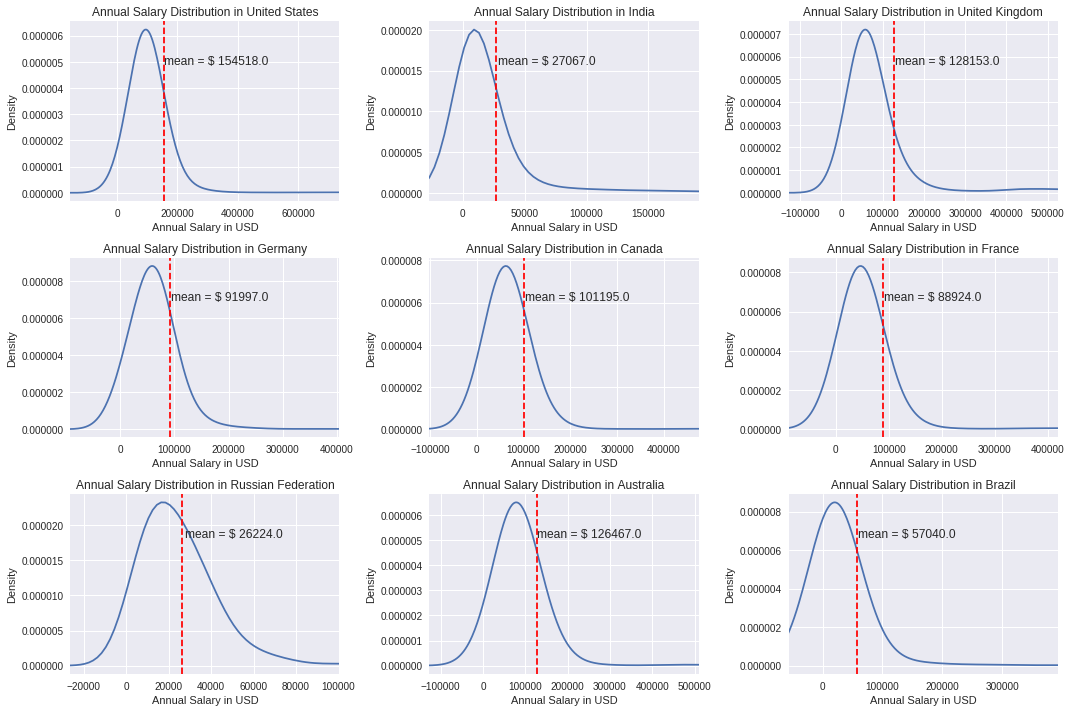 Annual Salary Distribution in United States
0.000006
0.000005
0.000004
0.000003
0.000002
0.000001
0.000000
Density
mean = $ 154518.0
0 200000 400000 600000
Annual Salary in USD
Annual Salary Distribution in India
0.000020
0.000015
0.000010
0.000005
0.000000
Density
mean = $ 27067.0
0 50000 100000 150000
Annual Salary in USD
Annual Salary Distribution in United Kingdom
0.000007
0.000006
0.000005
0.000004
0.000003
0.000002
0.000001
0.000000
Density
mean = $ 128153.0
−100000 0 100000 200000 300000 400000 500000
Annual Salary in USD
Annual Salary Distribution in Germany
0.000008
0.000006
0.000004
0.000002
0.000000
Density
mean = $ 91997.0
0 100000 200000 300000 400000
Annual Salary in USD
Annual Salary Distribution in Canada
0.000008
0.000006
0.000004
0.000002
0.000000
Density
mean = $ 101195.0
−100000 0 100000 200000 300000 400000
Annual Salary in USD
Annual Salary Distribution in France
0.000008
0.000006
0.000004
0.000002
0.000000
Density
mean = $ 88924.0
0 100000 200000 300000 400000
Annual Salary in USD
Annual Salary Distribution in Russian Federation
0.000020
0.000015
0.000010
0.000005
0.000000
Density
mean = $ 26224.0
−20000 0 20000 40000 60000 80000 100000
Annual Salary in USD
Annual Salary Distribution in Australia
0.000006
0.000005
0.000004
0.000003
0.000002
0.000001
0.000000
Density
mean = $ 126467.0
−100000 0 100000 200000 300000 400000 500000
Annual Salary in USD
Annual Salary Distribution in Brazil
0.000008
0.000006
0.000004
0.000002
0.000000
Density
mean = $ 57040.0
0 100000 200000 300000
Annual Salary in USD